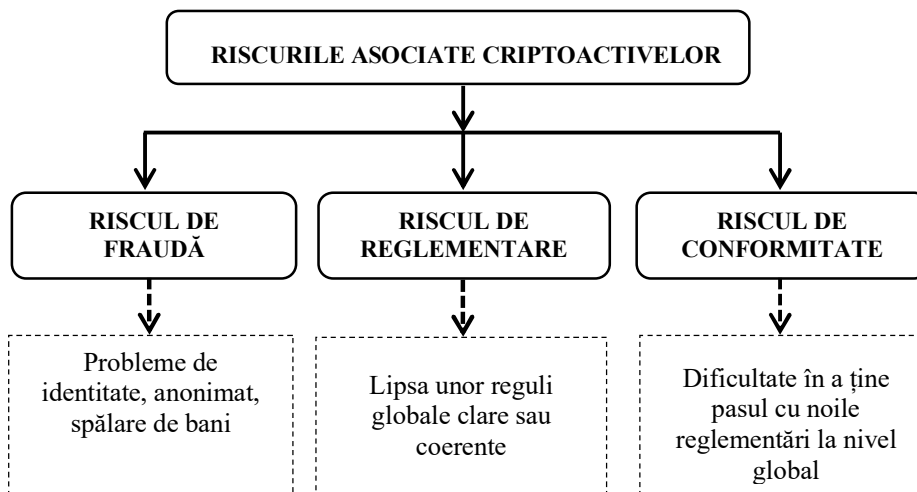 RISCURILE ASOCIATE CRIPTOACTIVELOR
RISCUL DE
FRAUDĂ
RISCUL DE
REGLEMENTARE
RISCUL DE
CONFORMITATE
Probleme de
identitate, anonimat,
spălare de bani
Lipsa unor reguli
globale clare sau
coerente
Dificultate în a ține
pasul cu noile
reglementări la nivel
global